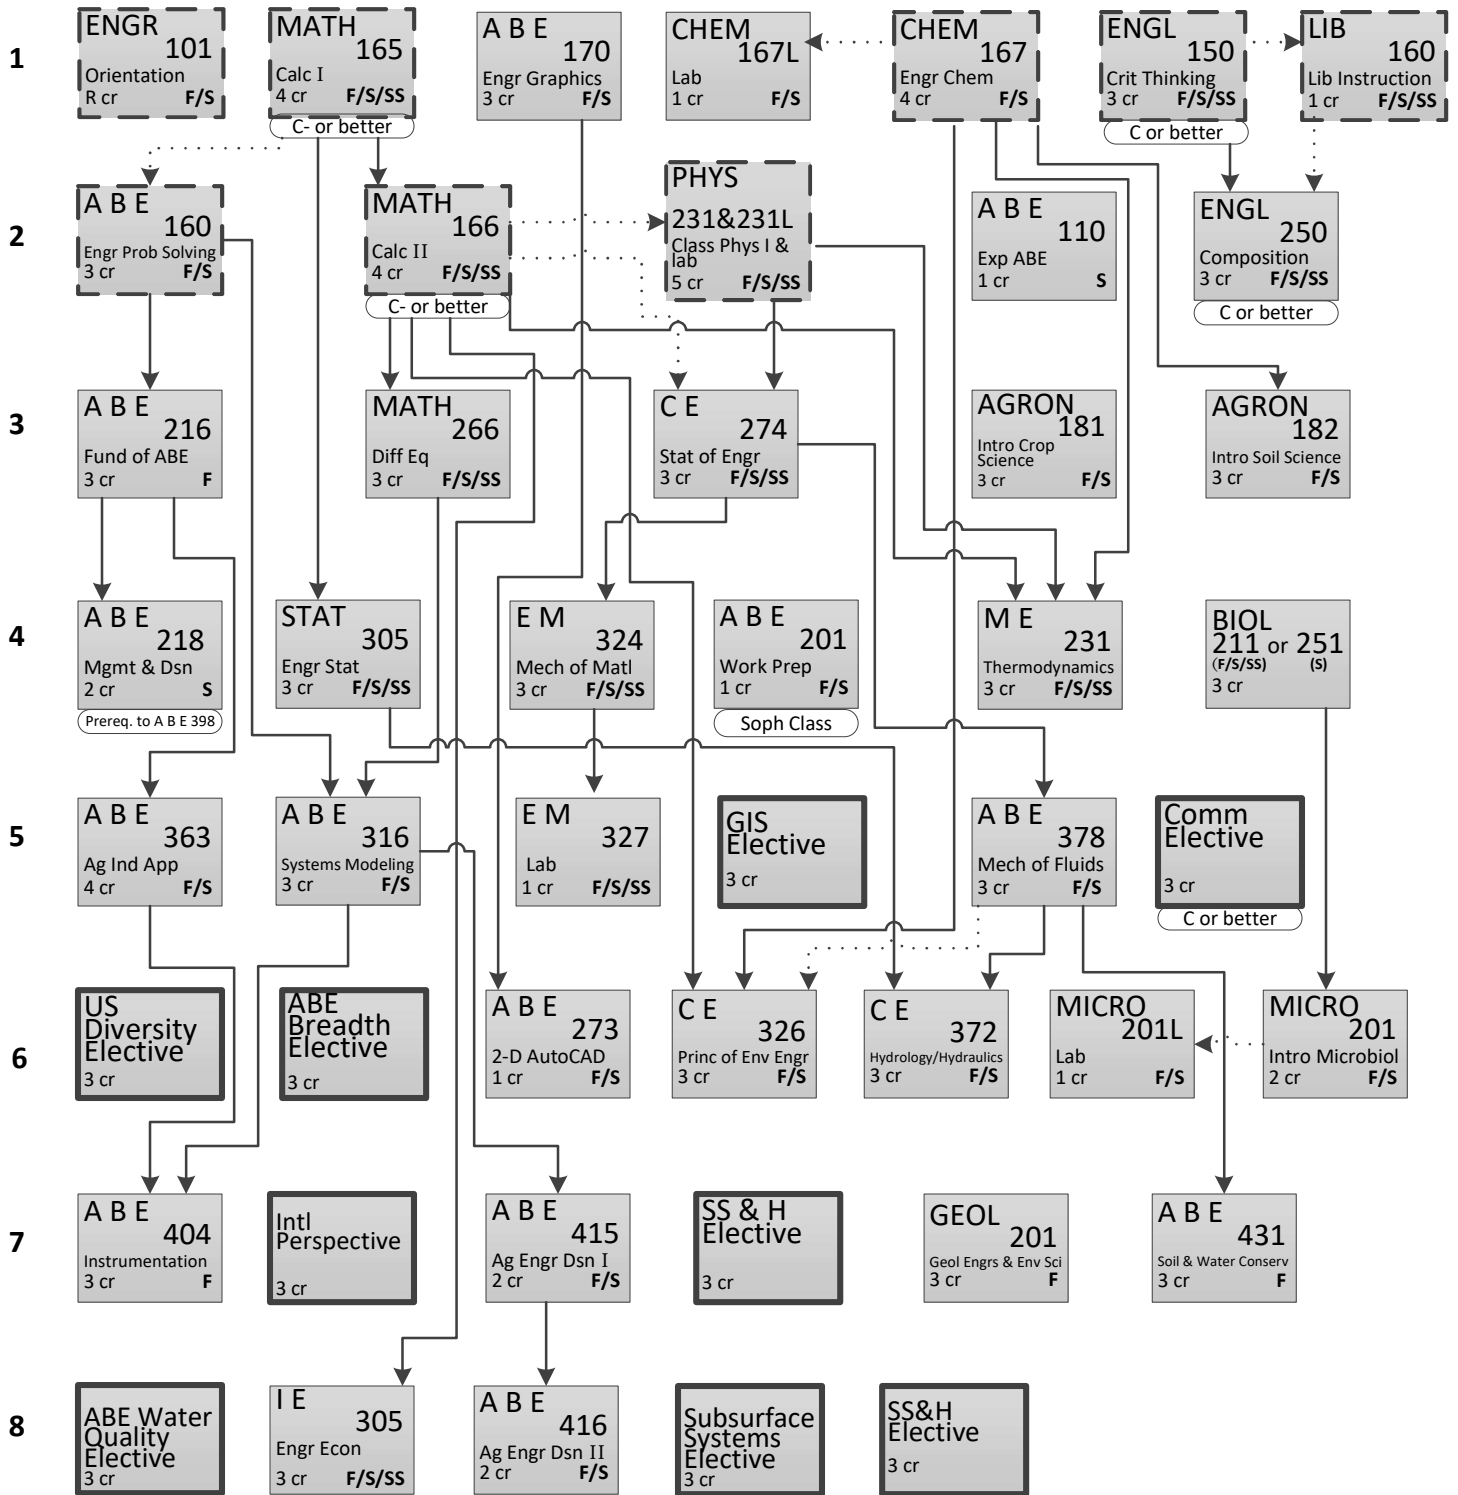 1
ENGR
101
Orientation
R cr F/S
MATH
165
Calc I
4 cr F/S/SS
C- or better
A B E
170
Engr Graphics
3 cr F/S
CHEM
167L
Lab
1 cr F/S
CHEM
167
Engr Chem
4 cr F/S
ENGL
150
Crit Thinking
3 cr F/S/SS
C or better
LIB
160
Lib Instruction
1 cr F/S/SS
2
A B E
160
Engr Prob Solving
3 cr F/S
MATH
166
Calc II
4 cr F/S/SS
C- or better
PHYS
231&231L
Class Phys I &
lab
5 cr F/S/SS
A B E
110
Exp ABE
1 cr S
ENGL
250
Composition
3 cr F/S/SS
C or better
3
A B E
216
Fund of ABE
3 cr F
MATH
266
Diff Eq
3 cr F/S/SS
C E
274
Stat of Engr
3 cr F/S/SS
AGRON
181
Intro Crop
Science
3 cr F/S
AGRON
182
Intro Soil Science
3 cr F/S
4
A B E
218
Mgmt & Dsn
2 cr S
Prereq. to A B E 398
STAT
305
Engr Stat
3 cr F/S/SS
E M
324
Mech of Matl
3 cr F/S/SS
A B E
201
Work Prep
1 cr F/S
Soph Class
M E
231
Thermodynamics
3 cr F/S/SS
BIOL
211 or 251
(F/S/SS) (S)
3 cr
5
A B E
363
Ag Ind App
4 cr F/S
A B E
316
Systems Modeling
3 cr F/S
E M
327
Lab
1 cr F/S/SS
GIS
Elective
3 cr
A B E
378
Mech of Fluids
3 cr F/S
Comm
Elective
3 cr
C or better
6
US
Diversity
Elective
3 cr
ABE
Breadth
Elective
3 cr
A B E
273
2-D AutoCAD
1 cr F/S
C E
326
Princ of Env Engr
3 cr F/S
C E
372
Hydrology/Hydraulics
3 cr F/S
MICRO
201L
Lab
1 cr F/S
MICRO
201
Intro Microbiol
2 cr F/S
7
A B E
404
Instrumentation
3 cr F
Intl
Perspective
3 cr
A B E
415
Ag Engr Dsn I
2 cr F/S
SS & H
Elective
3 cr
GEOL
201
Geol Engrs & Env Sci
3 cr F
A B E
431
Soil & Water Conserv
3 cr F
8
ABE Water
Quality
Elective
3 cr
I E
305
Engr Econ
3 cr F/S/SS
A B E
416
Ag Engr Dsn II
2 cr F/S
Subsurface
Systems
Elective
3 cr
SS&H
Elective
3 cr